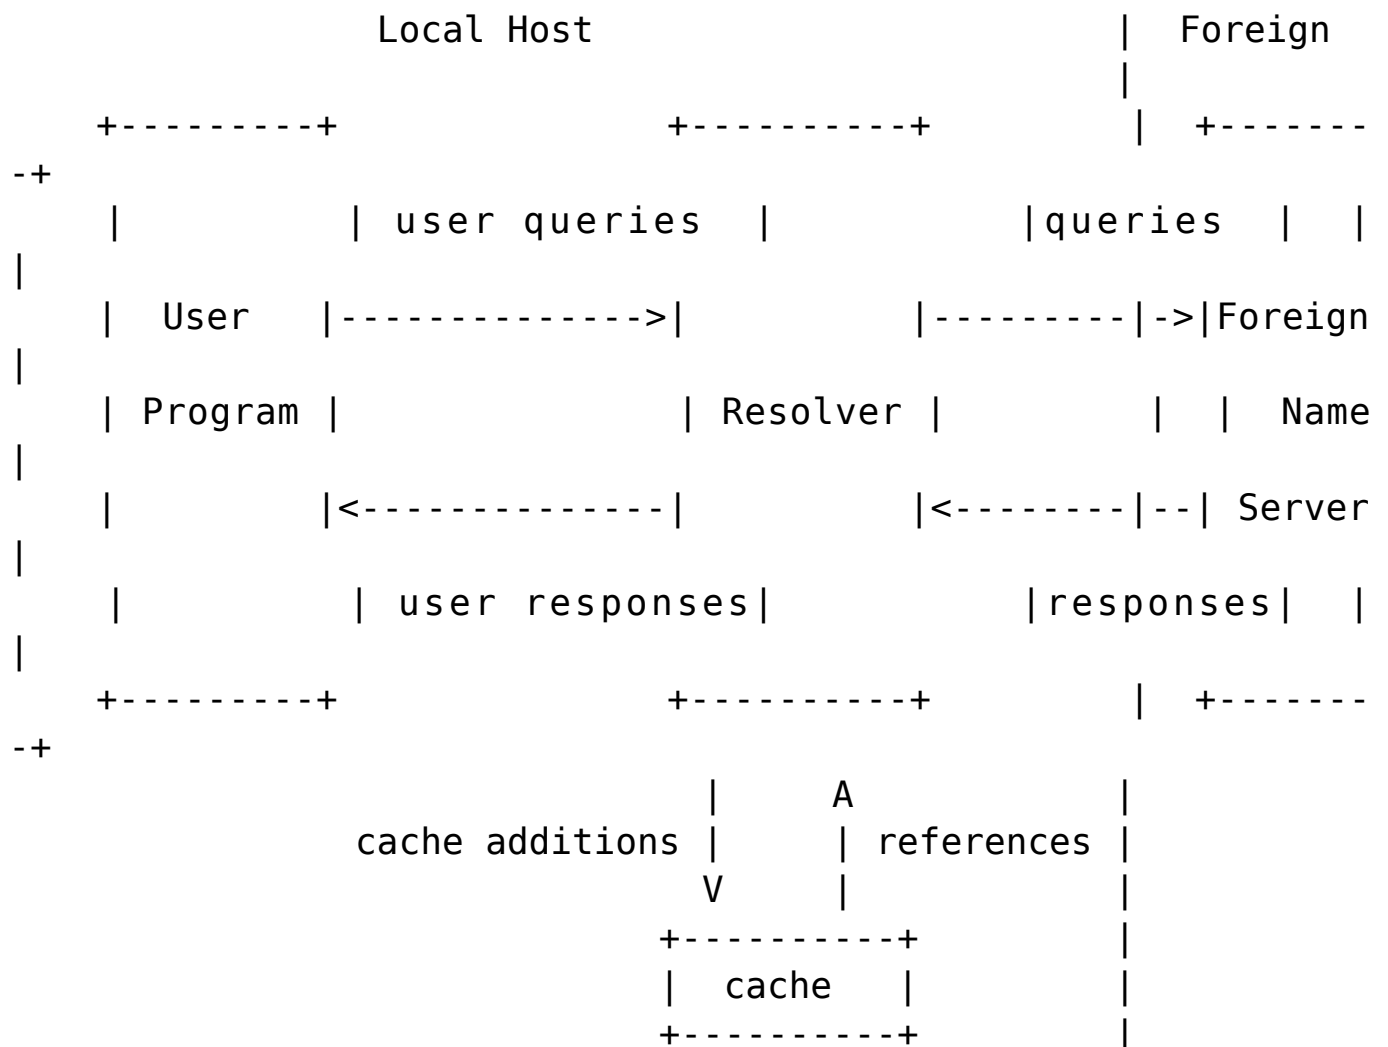 Local Host                        |  Foreign
                                                   |
    +---------+               +----------+         |  +-------
-+
    |         | user queries  |          |queries  |  |
|
    |  User   |-------------->|          |---------|->|Foreign
|
    | Program |               | Resolver |         |  |  Name
|
    |         |<--------------|          |<--------|--| Server
|
    |         | user responses|          |responses|  |
|
    +---------+               +----------+         |  +-------
-+
                                |     A            |
                cache additions |     | references |
                                V     |            |
                              +----------+         |
                              |  cache   |         |
                              +----------+         |